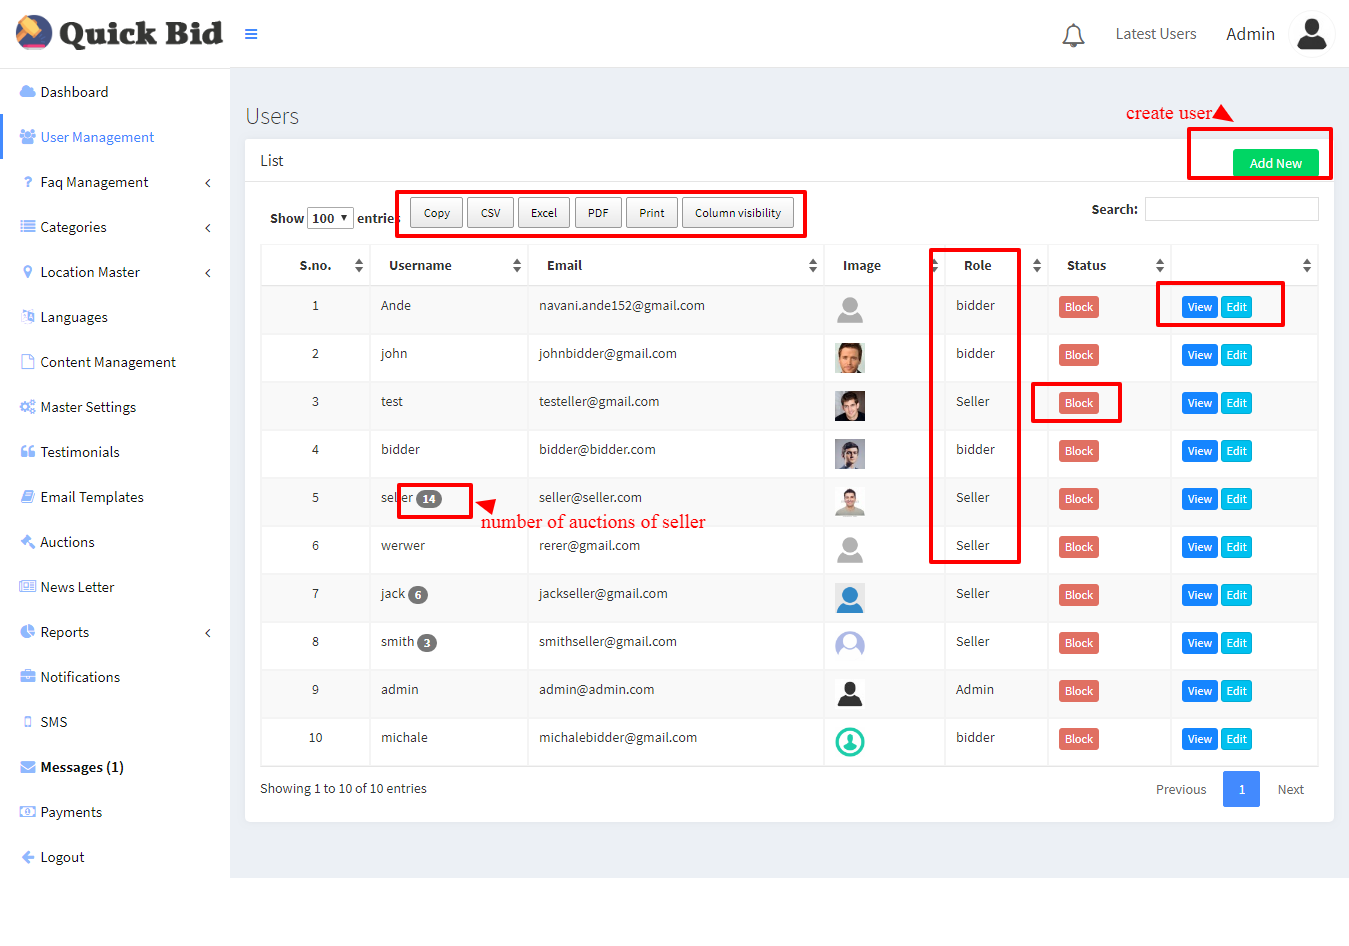 Quick Bid
Latest Users
Admin
Dashboard
User Management
Faq Management
Categories
Location Master
Languages
Content Management
Master Settings
Testimonials
Email Templates
Auctions
News Letter
Reports
Notifications
SMS
Messages (1)
Payments
Logout
Users
create user
List
Add New
Show 100 entries
Copy CSV Excel PDF Print Column visibility
Search:
S.no. Username Email Image Role Status
1 Ande navani.ande152@gmail.com bidder Block View Edit
2 john johnbidder@gmail.com bidder Block View Edit
3 test testeller@gmail.com Seller Block View Edit
4 bidder bidder@bidder.com bidder Block View Edit
5 seller 14 seller@seller.com Seller Block View Edit
number of auctions of seller
6 werwer rerer@gmail.com Seller Block View Edit
7 jack 6 jackseller@gmail.com Seller Block View Edit
8 smith 3 smithseller@gmail.com Seller Block View Edit
9 admin admin@admin.com Admin Block View Edit
10 michale michalebidder@gmail.com bidder Block View Edit
Showing 1 to 10 of 10 entries
Previous 1 Next